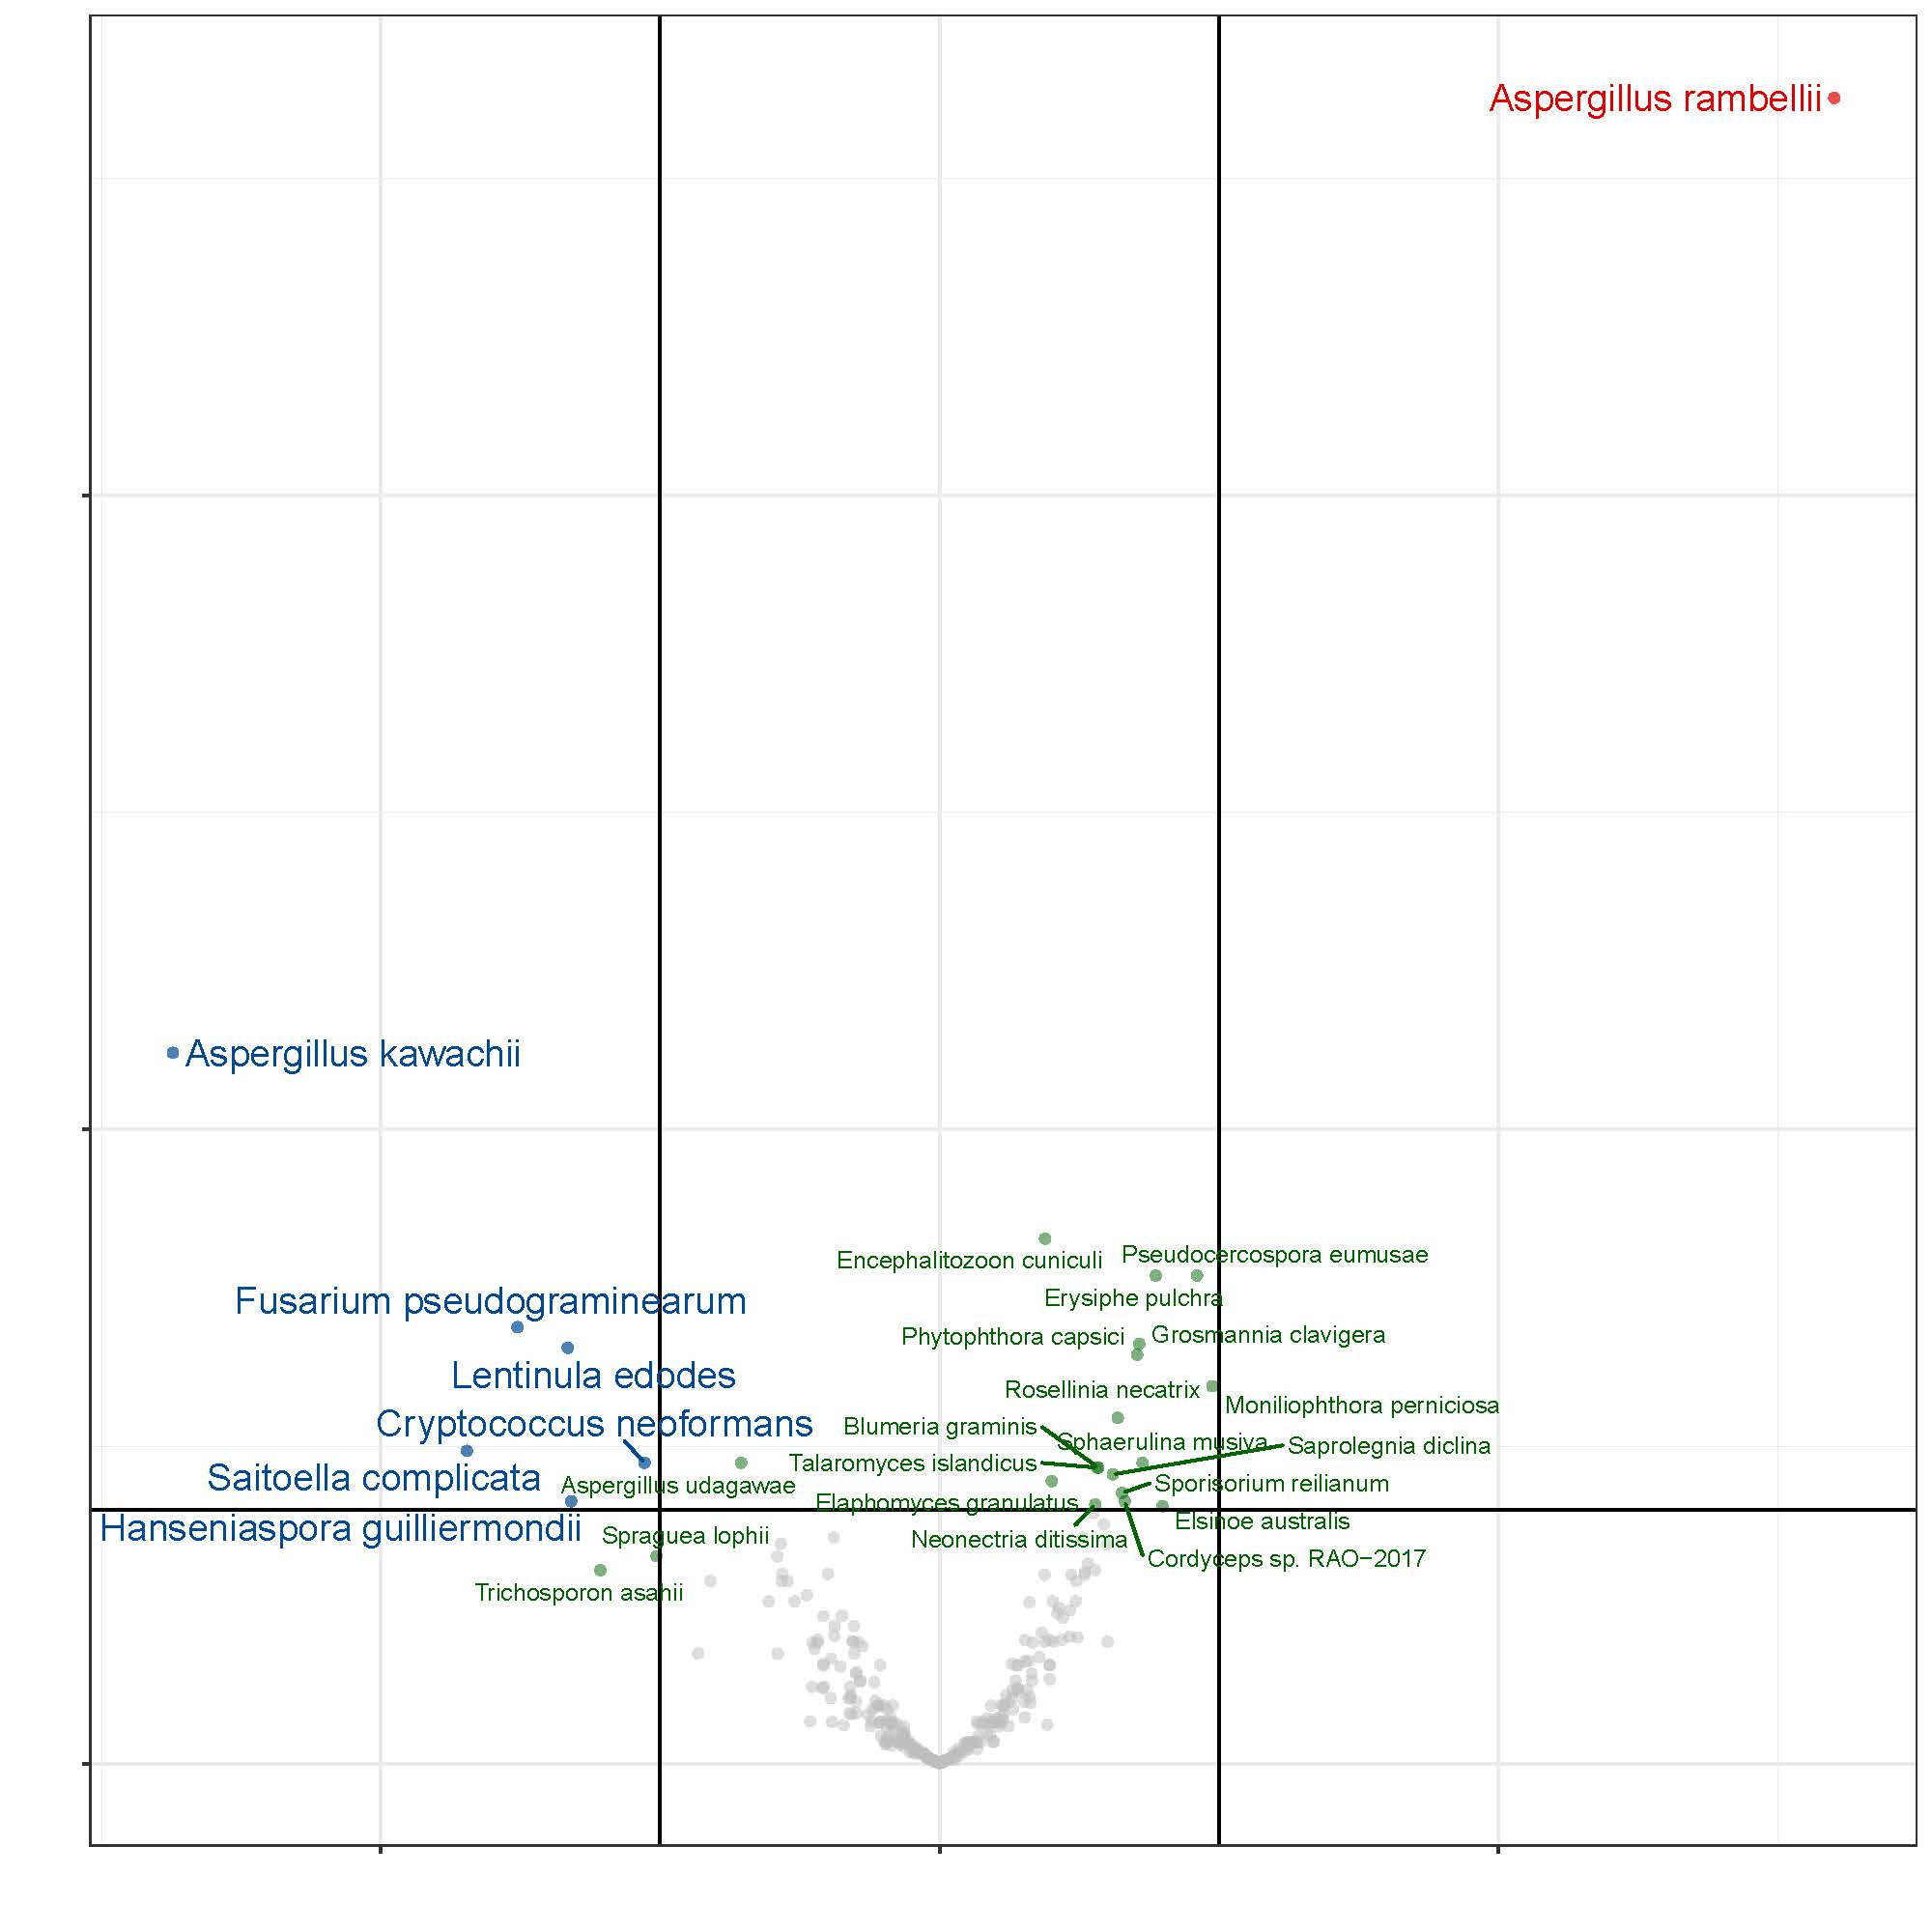 Aspergillus rambellii
Aspergillus kawachii
Encephalitozoon cuniculi
Pseudocercospora eumusae
Fusarium pseudograminearum
Erysiphe pulchra
Phytophthora capsici
Grosmannia clavigera
Lentinula edodes
Rosellinia necatrix
Moniliophthora perniciosa
Cryptococcus neoformans
Blumeria graminis
Sphaerulina musiva
Saprolegnia diclina
Talaromyces islandicus
Saitoella complicata
Aspergillus udagawae
Sporisorium reilianum
Elaphomyces granulatus
Elsinoe australis
Hanseniaspora guilliermondii
Spraguea lophii
Neonectria ditissima
Cordyceps sp. RAO−2017
Trichosporon asahii